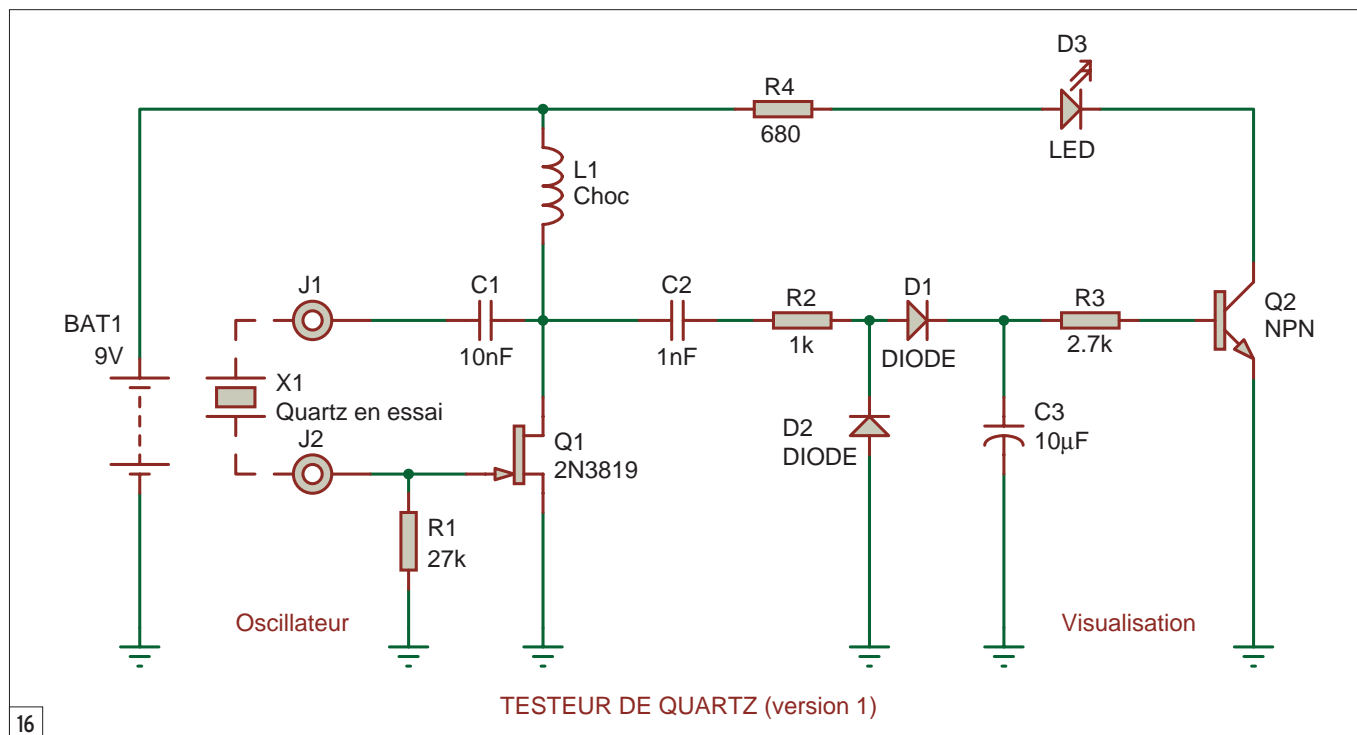 D3
R4
680
LED
L1
Choc
J1
C1
10nF
C2
1nF
R2
1k
D1
DIODE
R3
2.7k
Q2
NPN
BAT1
9V
X1
Quartz en essai
J2
Q1
2N3819
D2
DIODE
C3
10µF
R1
27k
Oscillateur
Visualisation
TESTEUR DE QUARTZ (version 1)
16